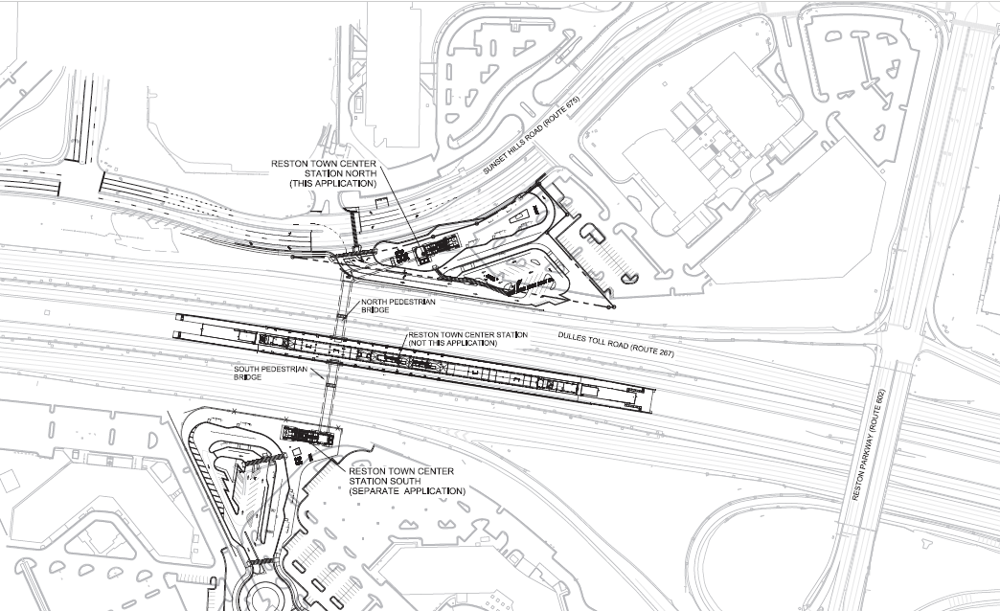 SUNSET HILLS ROAD (ROUTE 675)
RESTON TOWN CENTER
STATION NORTH
(THIS APPLICATION)
NORTH PEDESTRIAN
BRIDGE
RESTON TOWN CENTER STATION
(NOT THIS APPLICATION)
DULLES TOLL ROAD (ROUTE 267)
SOUTH PEDESTRIAN
BRIDGE
RESTON PARKWAY (ROUTE 602)
RESTON TOWN CENTER
STATION SOUTH
(SEPARATE APPLICATION)